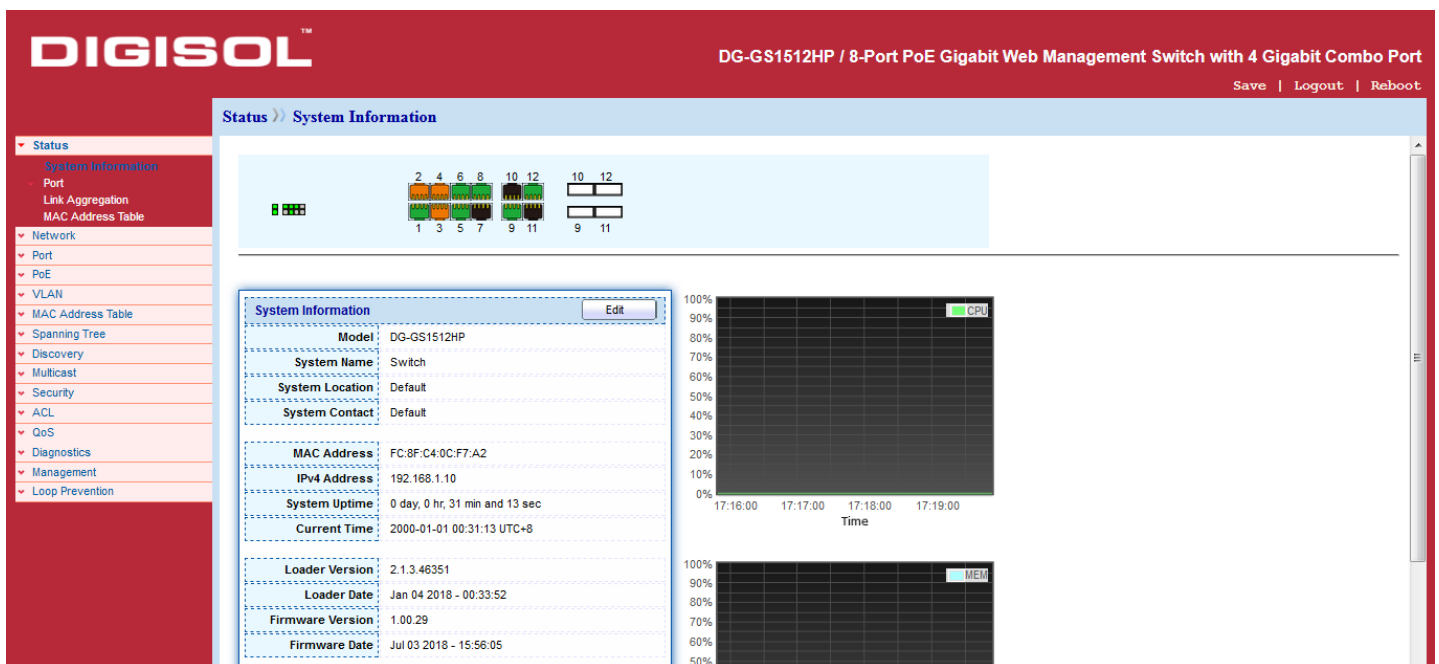 DIGISOL™
DG-GS1512HP / 8-Port PoE Gigabit Web Management Switch with 4 Gigabit Combo Port
Save | Logout | Reboot
Status 》 System Information
Status
System Information
Port
Link Aggregation
MAC Address Table
Network
Port
PoE
VLAN
MAC Address Table
Spanning Tree
Discovery
Multicast
Security
ACL
QoS
Diagnostics
Management
Loop Prevention
2 4 6 8 10 12 10 12
1 3 5 7 9 11 9 11
System Information Edit
Model DG-GS1512HP
System Name Switch
System Location Default
System Contact Default
MAC Address FC:8F:C4:0C:F7:A2
IPv4 Address 192.168.1.10
System Uptime 0 day, 0 hr, 31 min and 13 sec
Current Time 2000-01-01 00:31:13 UTC+8
Loader Version 2.1.3.46351
Loader Date Jan 04 2018 - 00:33:52
Firmware Version 1.00.29
Firmware Date Jul 03 2018 - 15:56:05
100%
CPU
90%
80%
70%
60%
50%
40%
30%
20%
10%
0%
17:16:00 17:17:00 17:18:00 17:19:00
Time
100%
MEM
90%
80%
70%
60%
50%